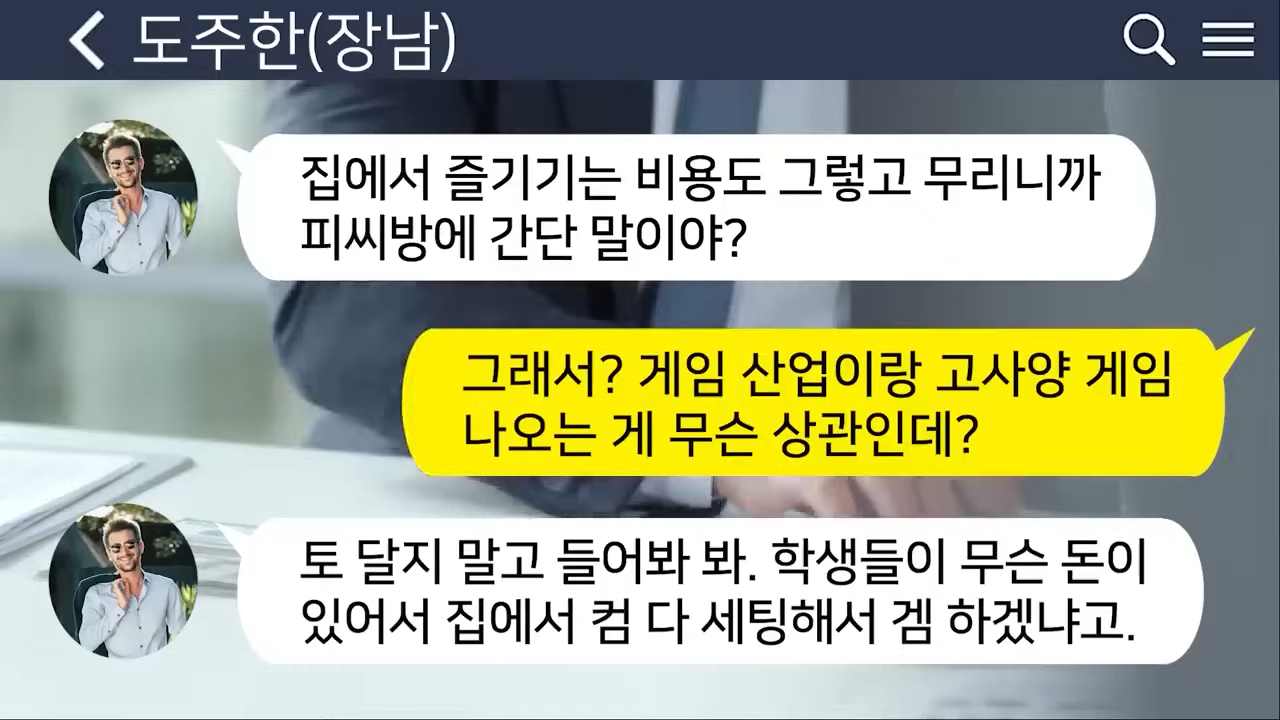 도주한(장남)
집에서 즐기기는 비용도 그렇고 무리니까
피씨방에 간단 말이야?
그래서? 게임 산업이랑 고사양 게임
나오는 게 무슨 상관인데?
토 달지 말고 들어봐 봐. 학생들이 무슨 돈이
있어서 집에서 컴 다 세팅해서 겜 하겠냐고.